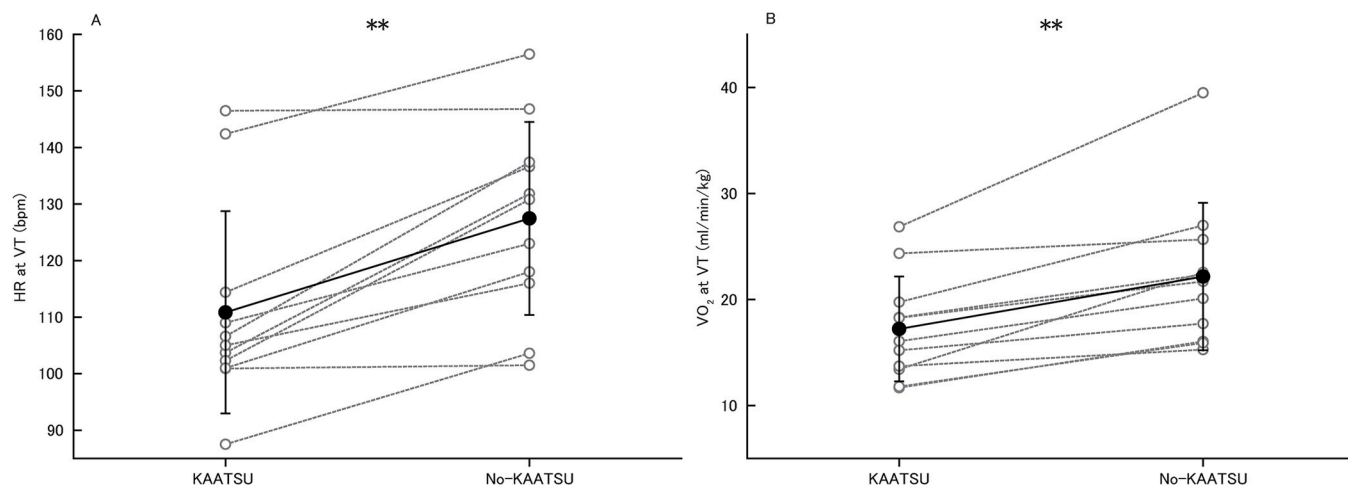 A
**
HR at VT (bpm)
160
150
140
130
120
110
100
90
KAATSU
No-KAATSU
B
**
VO₂ at VT (ml/min/kg)
40
30
20
10
KAATSU
No-KAATSU